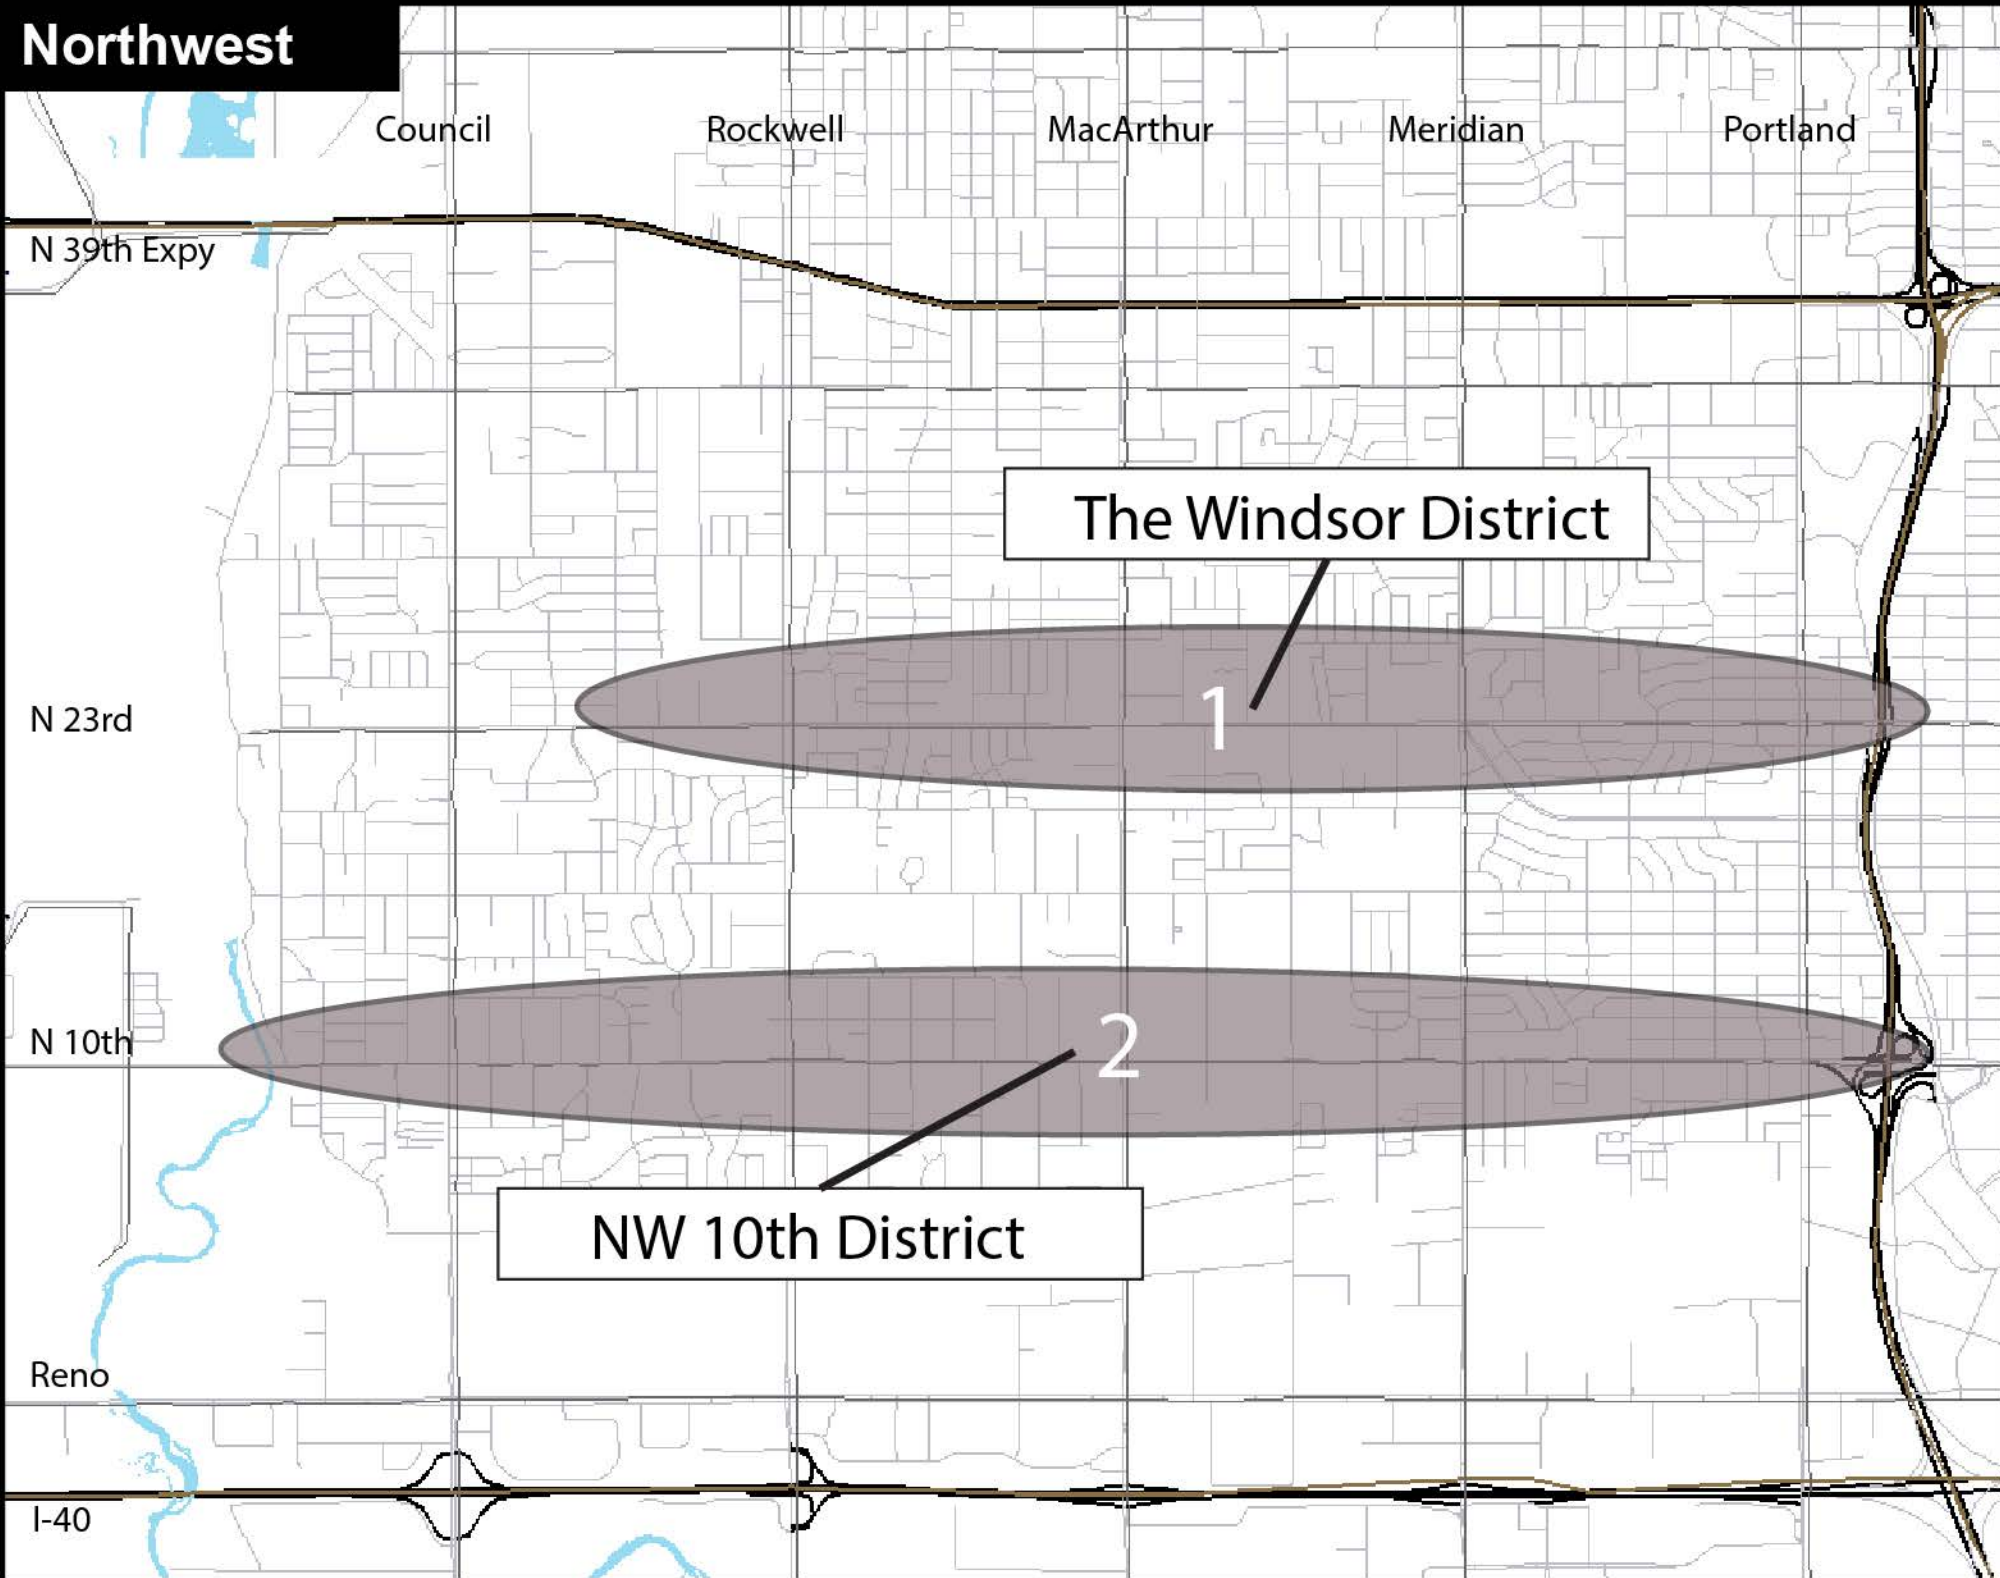 Northwest
Council
Rockwell
MacArthur
Meridian
Portland
N 39th Expy
The Windsor District
1
N 23rd
2
N 10th
NW 10th District
Reno
I-40